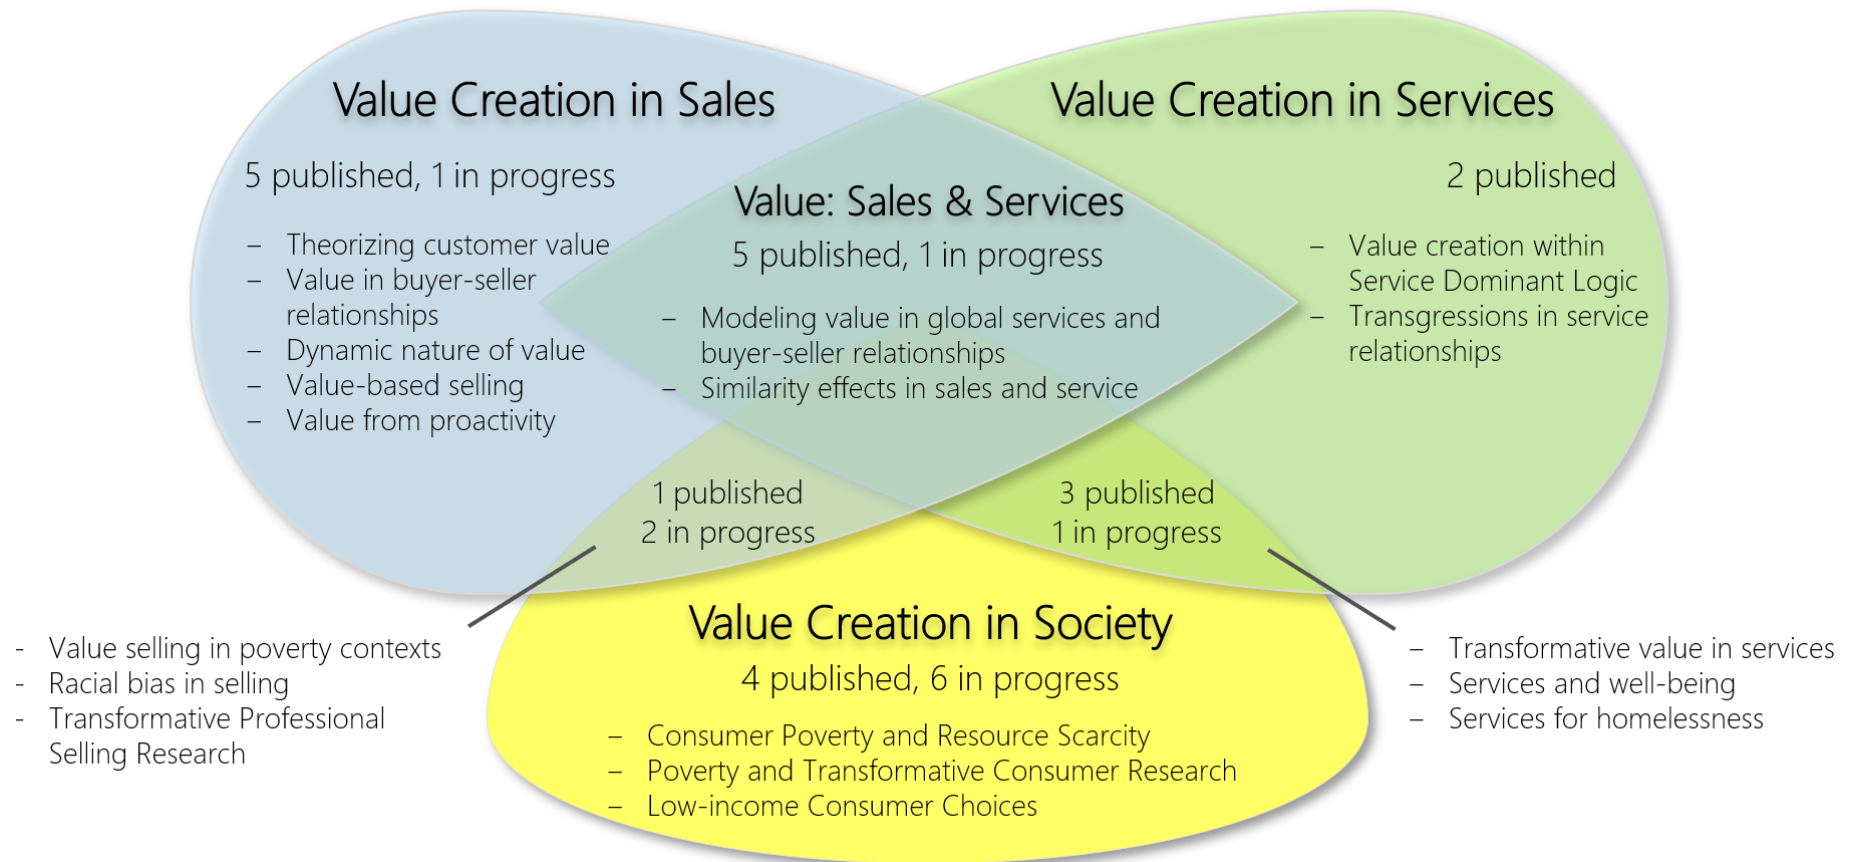 Value Creation in Sales
5 published, 1 in progress
– Theorizing customer value
– Value in buyer-seller
relationships
– Dynamic nature of value
– Value-based selling
– Value from proactivity
Value: Sales & Services
5 published, 1 in progress
– Modeling value in global services and
buyer-seller relationships
– Similarity effects in sales and service
Value Creation in Services
2 published
– Value creation within
Service Dominant Logic
– Transgressions in service
relationships
1 published
2 in progress
3 published
1 in progress
- Value selling in poverty contexts
- Racial bias in selling
- Transformative Professional
Selling Research
Value Creation in Society
4 published, 6 in progress
– Consumer Poverty and Resource Scarcity
– Poverty and Transformative Consumer Research
– Low-income Consumer Choices
– Transformative value in services
– Services and well-being
– Services for homelessness